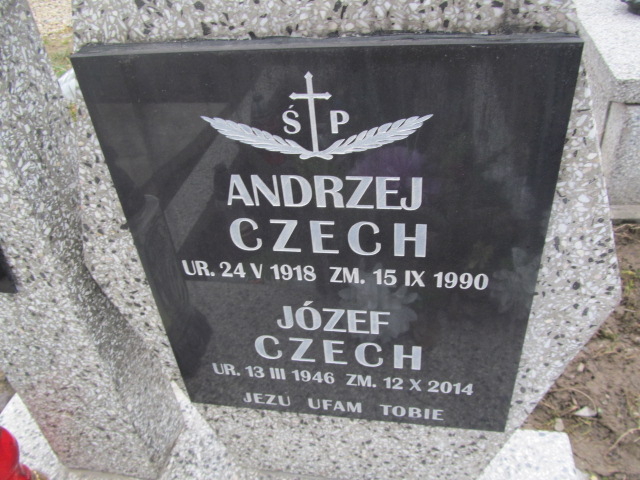 Ś P
ANDRZEJ
CZECH
UR. 24 V 1918 ZM. 15 IX 1990
JÓZEF
CZECH
UR. 13 III 1946 ZM. 12 X 2014
JEZU UFAM TOBIE